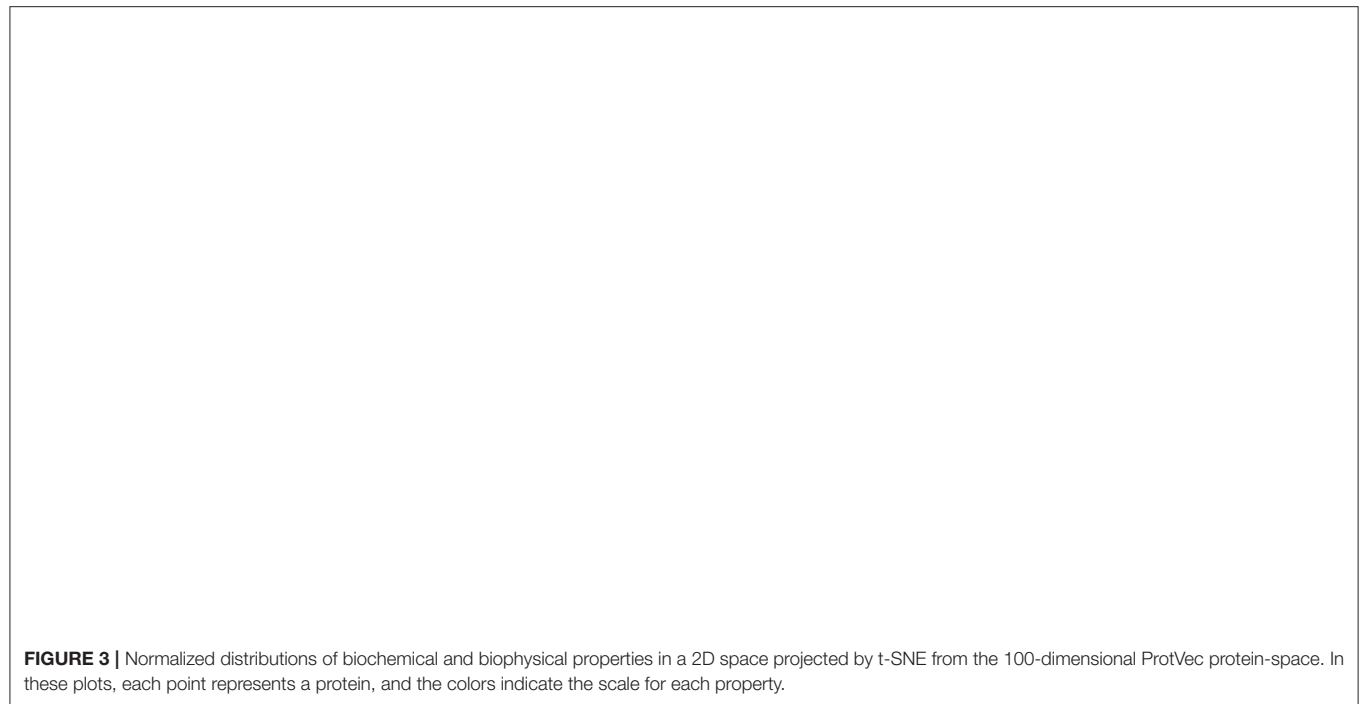 FIGURE 3 | Normalized distributions of biochemical and biophysical properties in a 2D space projected by t-SNE from the 100-dimensional ProtVec protein-space. In
these plots, each point represents a protein, and the colors indicate the scale for each property.